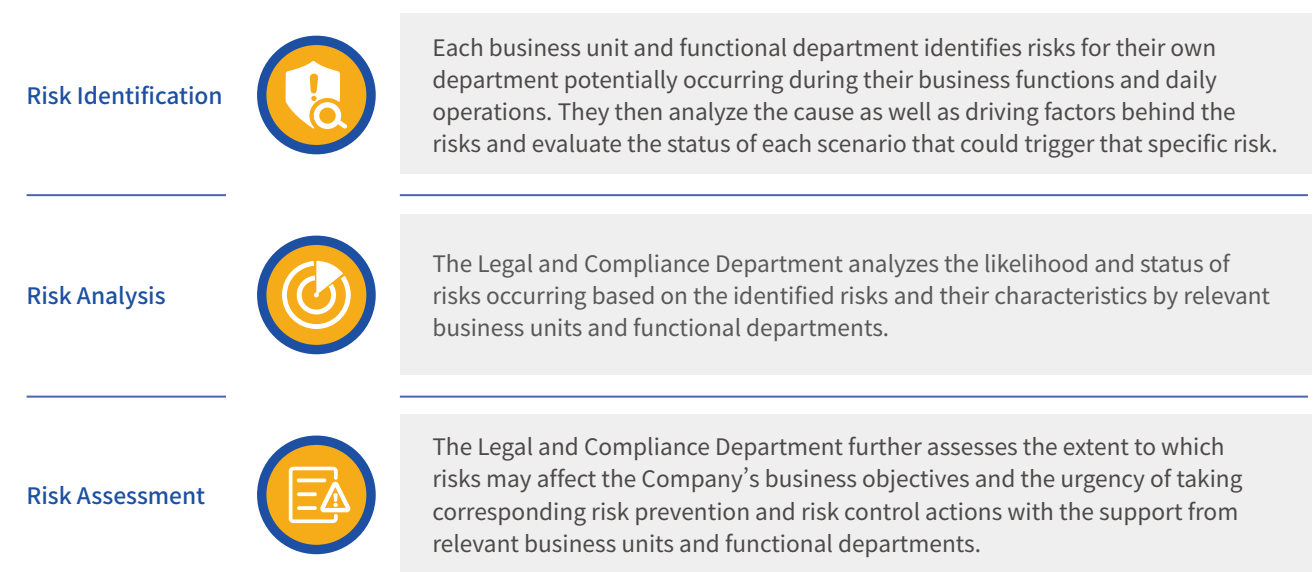 Risk Identification
Each business unit and functional department identifies risks for their own
department potentially occurring during their business functions and daily
operations. They then analyze the cause as well as driving factors behind the
risks and evaluate the status of each scenario that could trigger that specific risk.
Risk Analysis
The Legal and Compliance Department analyzes the likelihood and status of
risks occurring based on the identified risks and their characteristics by relevant
business units and functional departments.
Risk Assessment
The Legal and Compliance Department further assesses the extent to which
risks may affect the Company’s business objectives and the urgency of taking
corresponding risk prevention and risk control actions with the support from
relevant business units and functional departments.